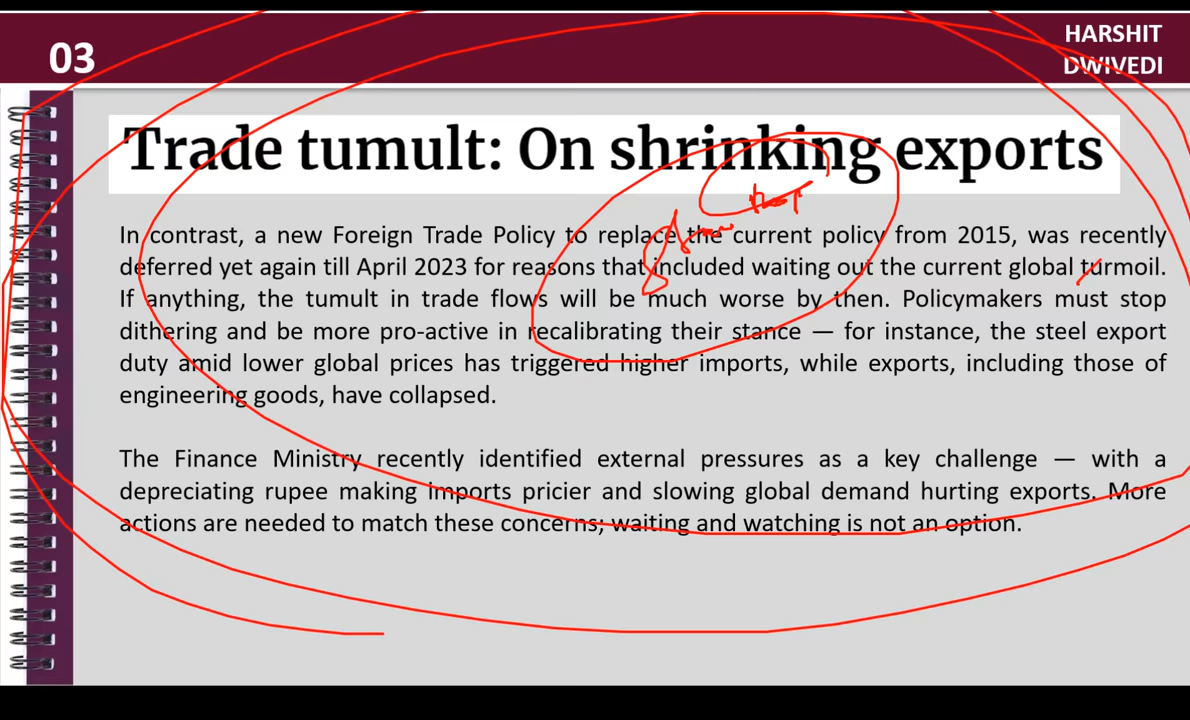 03
HARSHIT
DWIVEDI
Trade tumult: On shrinking exports
In contrast, a new Foreign Trade Policy to replace the current policy from 2015, was recently
deferred yet again till April 2023 for reasons that included waiting out the current global turmoil.
If anything, the tumult in trade flows will be much worse by then. Policymakers must stop
dithering and be more pro-active in recalibrating their stance — for instance, the steel export
duty amid lower global prices has triggered higher imports, while exports, including those of
engineering goods, have collapsed.
The Finance Ministry recently identified external pressures as a key challenge — with a
depreciating rupee making imports pricier and slowing global demand hurting exports. More
actions are needed to match these concerns; waiting and watching is not an option.